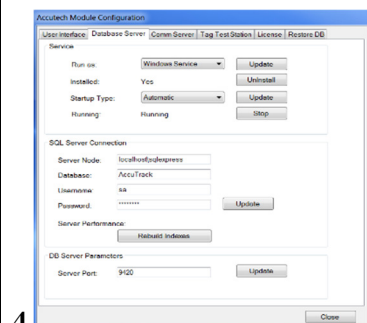 Accutech Module Configuration
User Interface Database Server Comm Server Tag Test Station License Restore DB
Service
Run as: Windows Service Update
Installed: Yes Uninstall
Startup Type: Automatic Update
Running: Running Stop
SQL Server Connection
Server Node: localhost\sqlexpress
Database: AccuTrack
Username: sa
Password: ******** Update
Server Performance:
Rebuild Indexes
DB Server Parameters
Server Port: 9420 Update
4 Close